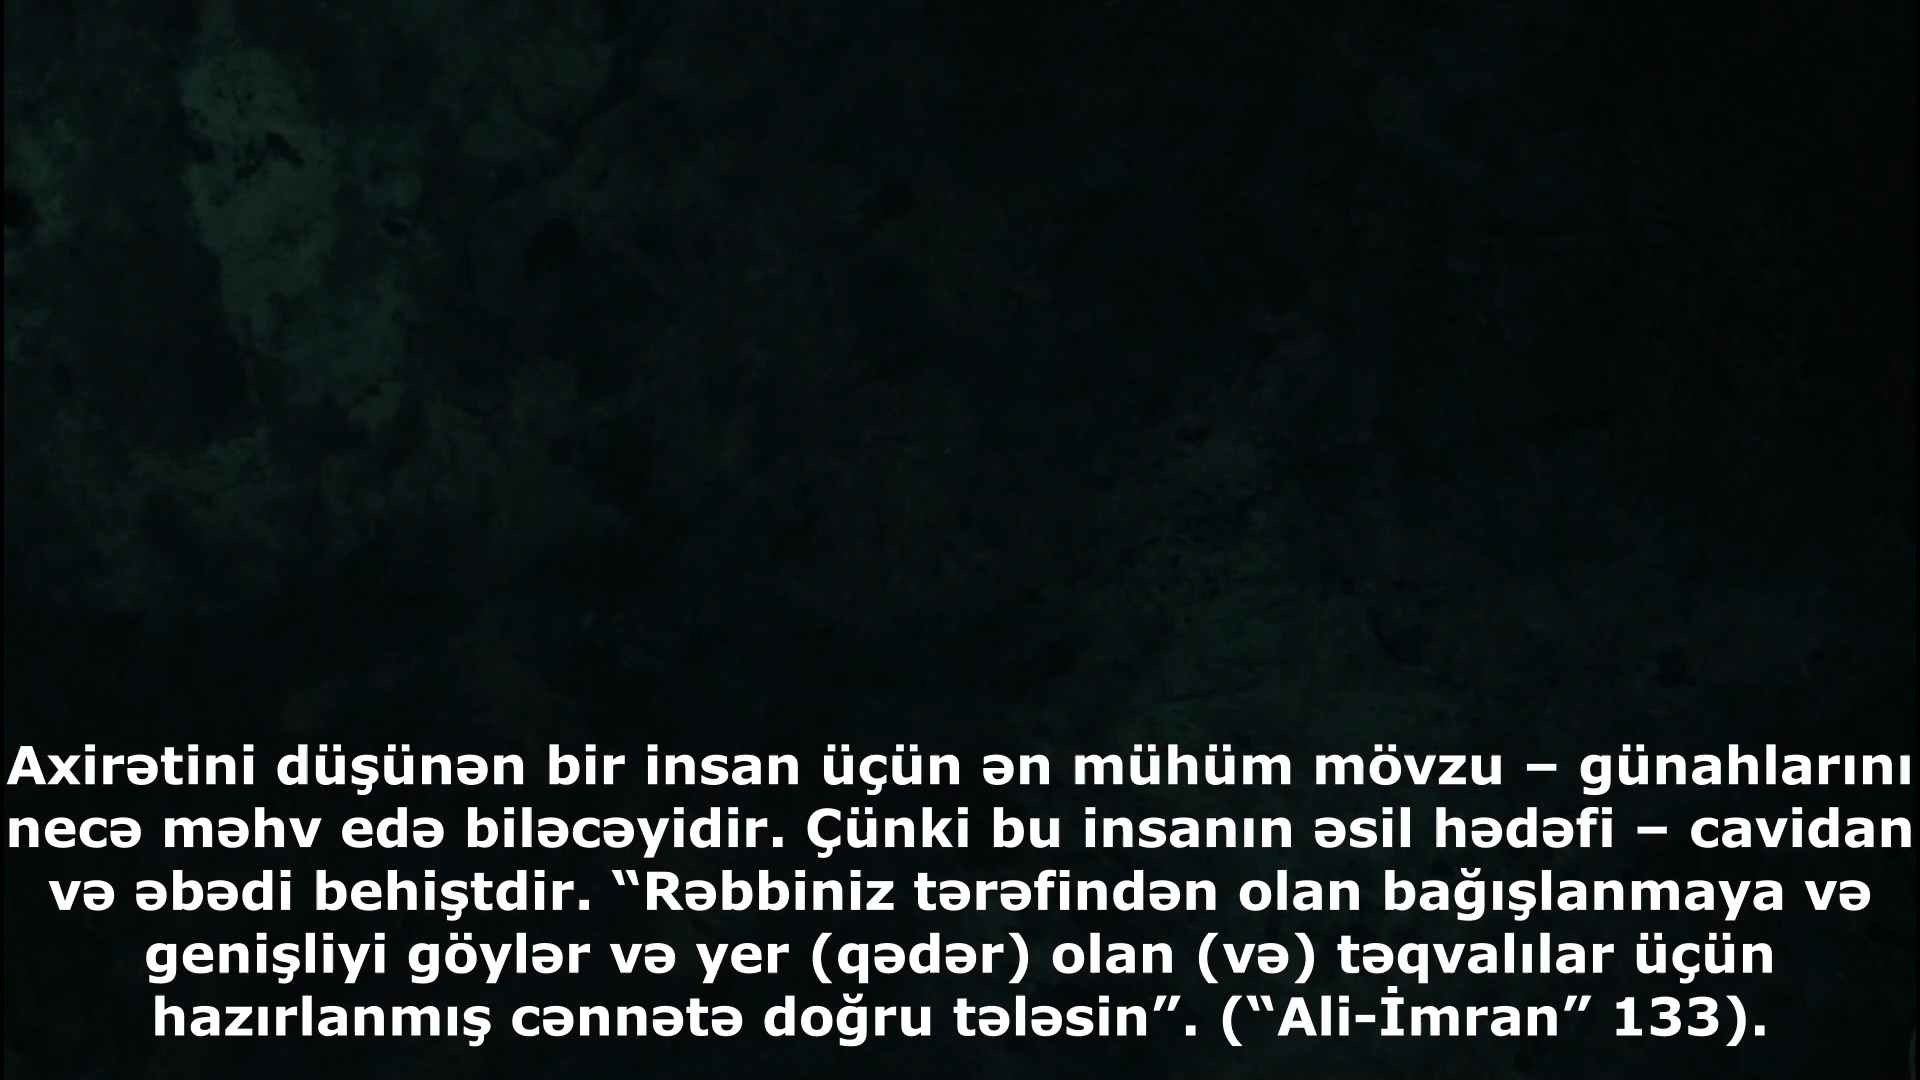 Axirətini düşünən bir insan üçün ən mühüm mövzu – günahlarını
necə məhv edə biləcəyidir. Çünki bu insanın əsil hədəfi – cavidan
və əbədi behiştdir. “Rəbbiniz tərəfindən olan bağışlanmaya və
genişliyi göylər və yer (qədər) olan (və) təqvalılar üçün
hazırlanmış cənnətə doğru tələsin”. (“Ali-İmran” 133).